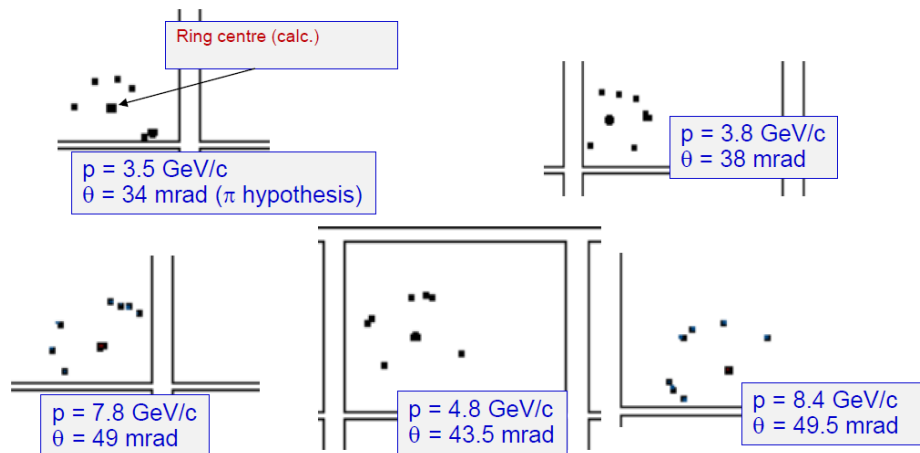 Ring centre (calc.)
p = 3.5 GeV/c
θ = 34 mrad (π hypothesis)
p = 3.8 GeV/c
θ = 38 mrad
p = 7.8 GeV/c
θ = 49 mrad
p = 4.8 GeV/c
θ = 43.5 mrad
p = 8.4 GeV/c
θ = 49.5 mrad